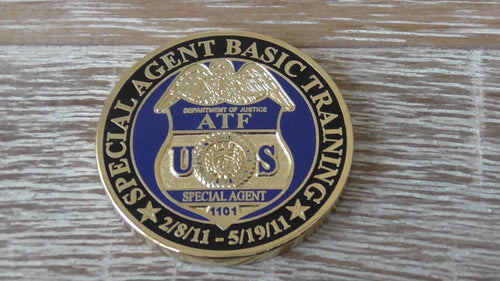 SPECIAL AGENT BASIC TRAINING
DEPARTMENT OF JUSTICE
ATF
U S
SPECIAL AGENT
1101
2/8/11 - 5/19/11